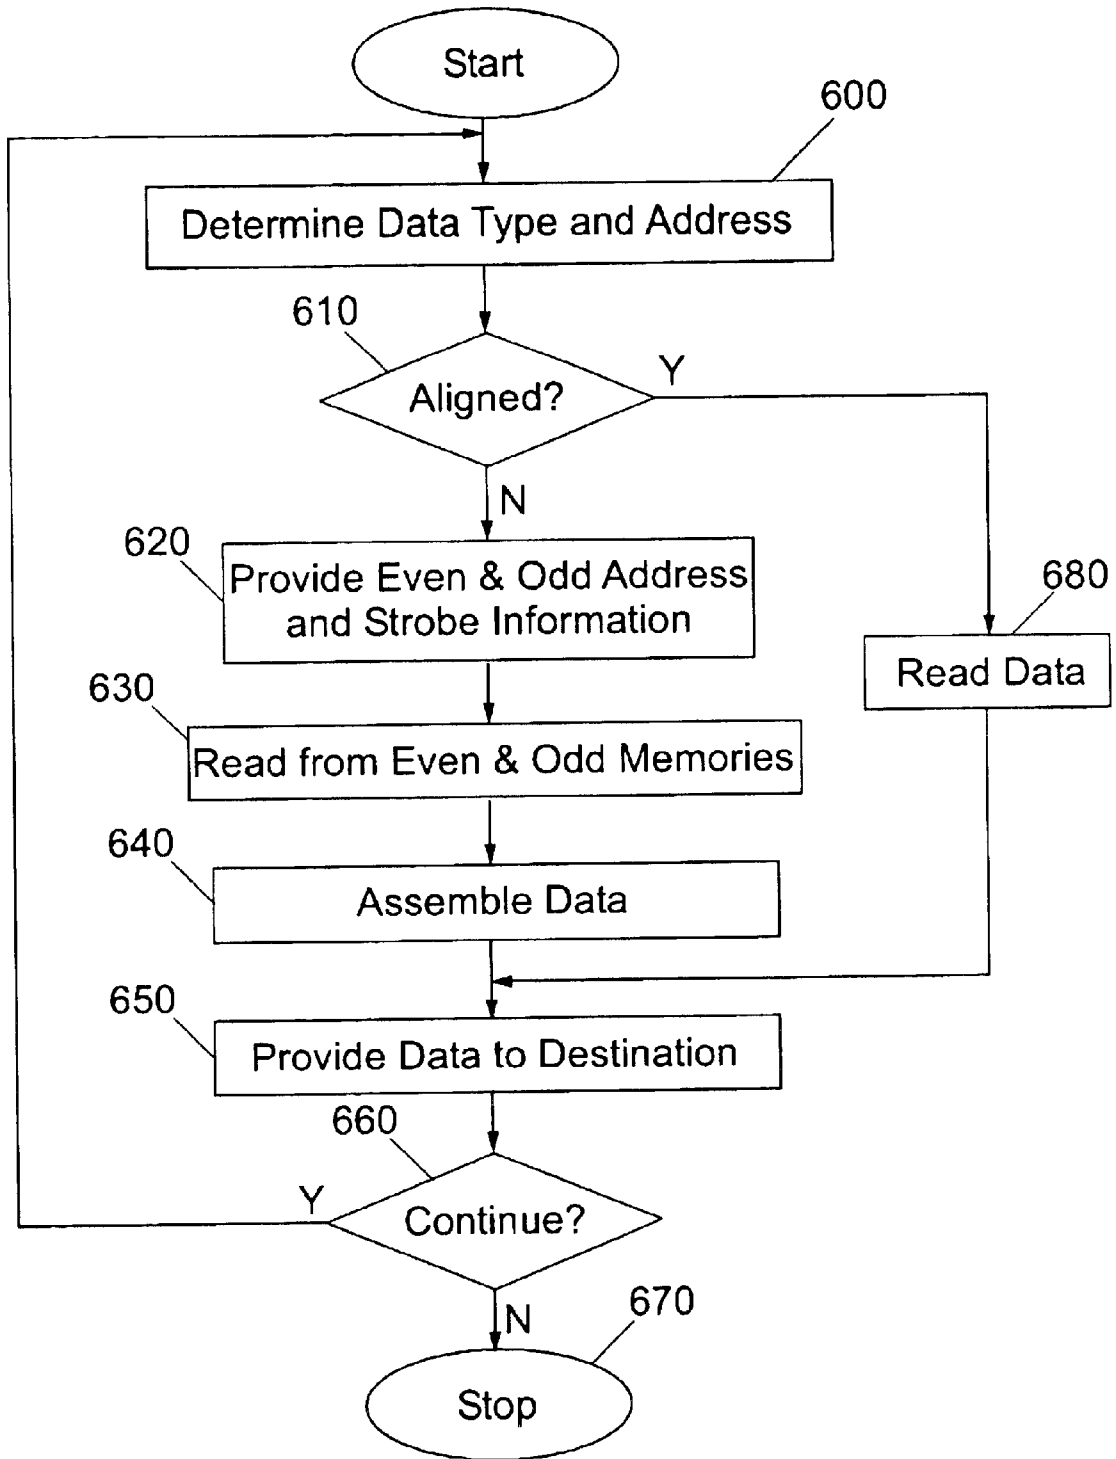 Start
600
Determine Data Type and Address
610
Aligned?
Y
N
620
Provide Even & Odd Address
and Strobe Information
680
Read Data
630
Read from Even & Odd Memories
640
Assemble Data
650
Provide Data to Destination
660
Y
Continue?
N
670
Stop